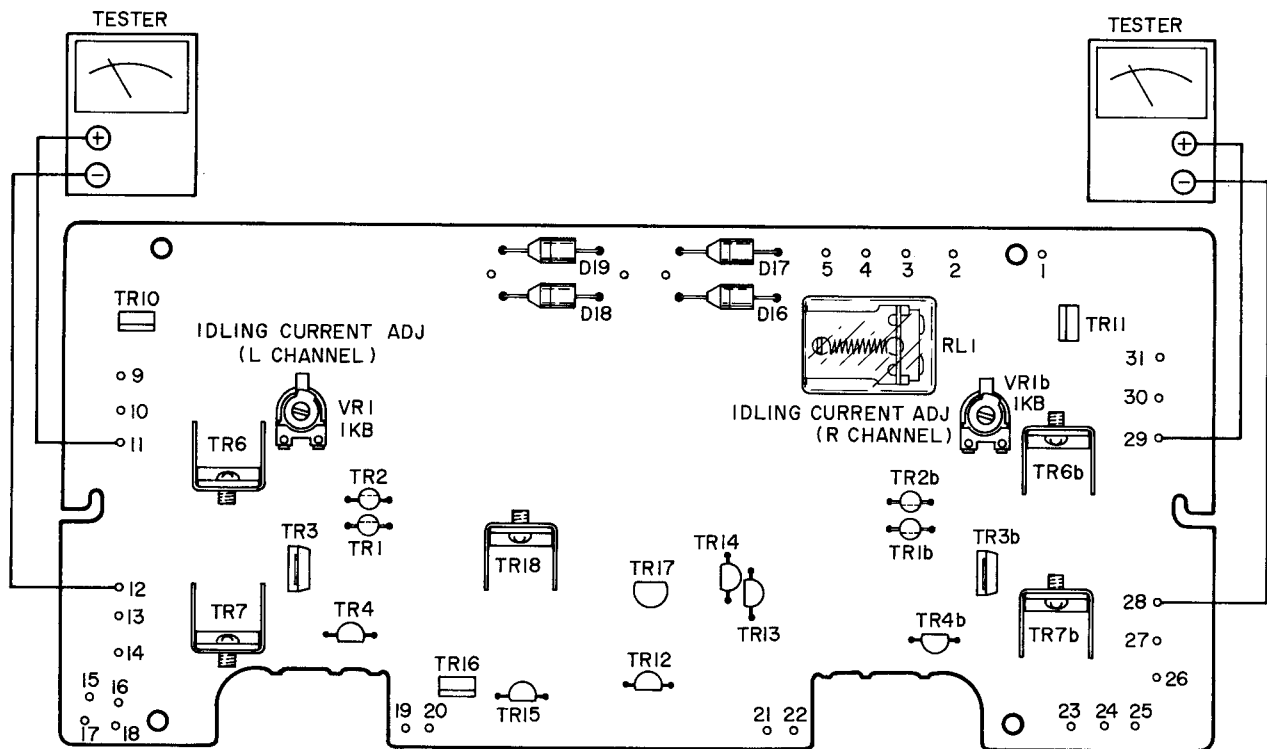 TESTER
TESTER
+
−
+
−
D19
D17
5 4 3 2 1
D18
D16
TR10
TR11
IDLING CURRENT ADJ
(L CHANNEL)
RL1
31
9
VR1
1KB
VR1b
1KB
30
10
IDLING CURRENT ADJ
(R CHANNEL)
11
29
TR6
TR6b
TR2
TR2b
TR1
TR1b
TR3
TR18
TR14
TR3b
TR17
12
28
TR7
TR4
TR13
TR4b
TR7b
13
27
14
26
TR16
TR12
TR15
15 16
17 18
19 20
21 22
23 24 25